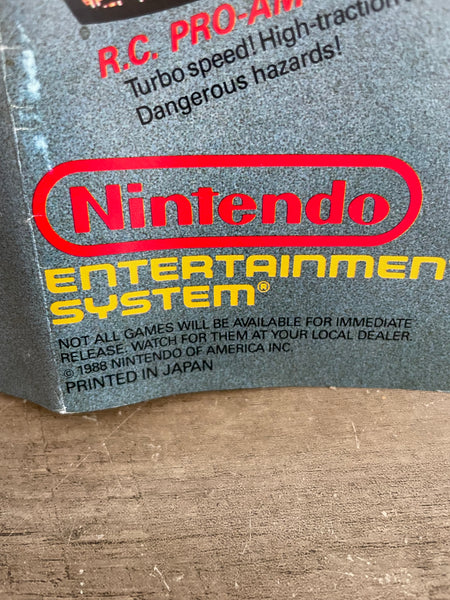 R.C. PRO-AM
Turbo speed! High-traction
Dangerous hazards!
Nintendo
ENTERTAINMEN
SYSTEM®
NOT ALL GAMES WILL BE AVAILABLE FOR IMMEDIATE
RELEASE. WATCH FOR THEM AT YOUR LOCAL DEALER.
© 1988 NINTENDO OF AMERICA INC.
PRINTED IN JAPAN